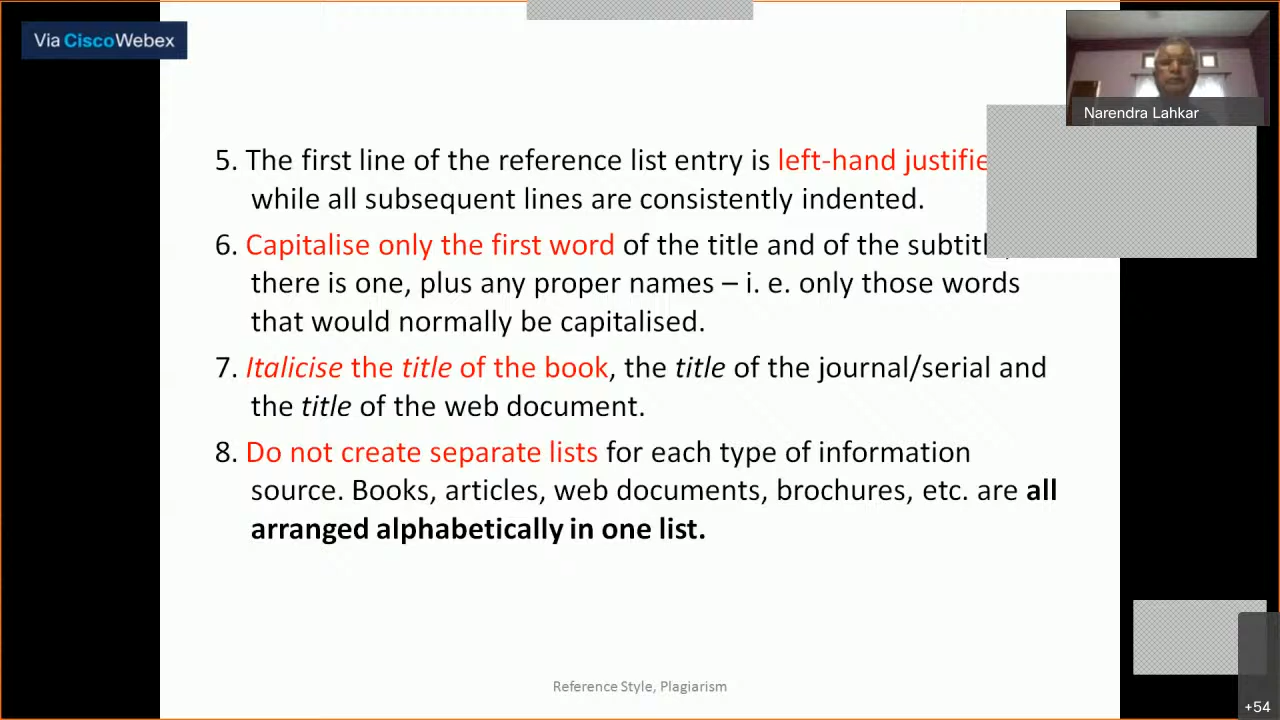 Via CiscoWebex
Narendra Lahkar
5. The first line of the reference list entry is left-hand
while all subsequent lines are consistently indented.
6. Capitalise only the first word of the title and of the
there is one, plus any proper names – i. e. only those words
that would normally be capitalised.
7. Italicise the title of the book, the title of the journal/serial and
the title of the web document.
8. Do not create separate lists for each type of information
source. Books, articles, web documents, brochures, etc. are all
arranged alphabetically in one list.
Reference Style, Plagiarism
+54